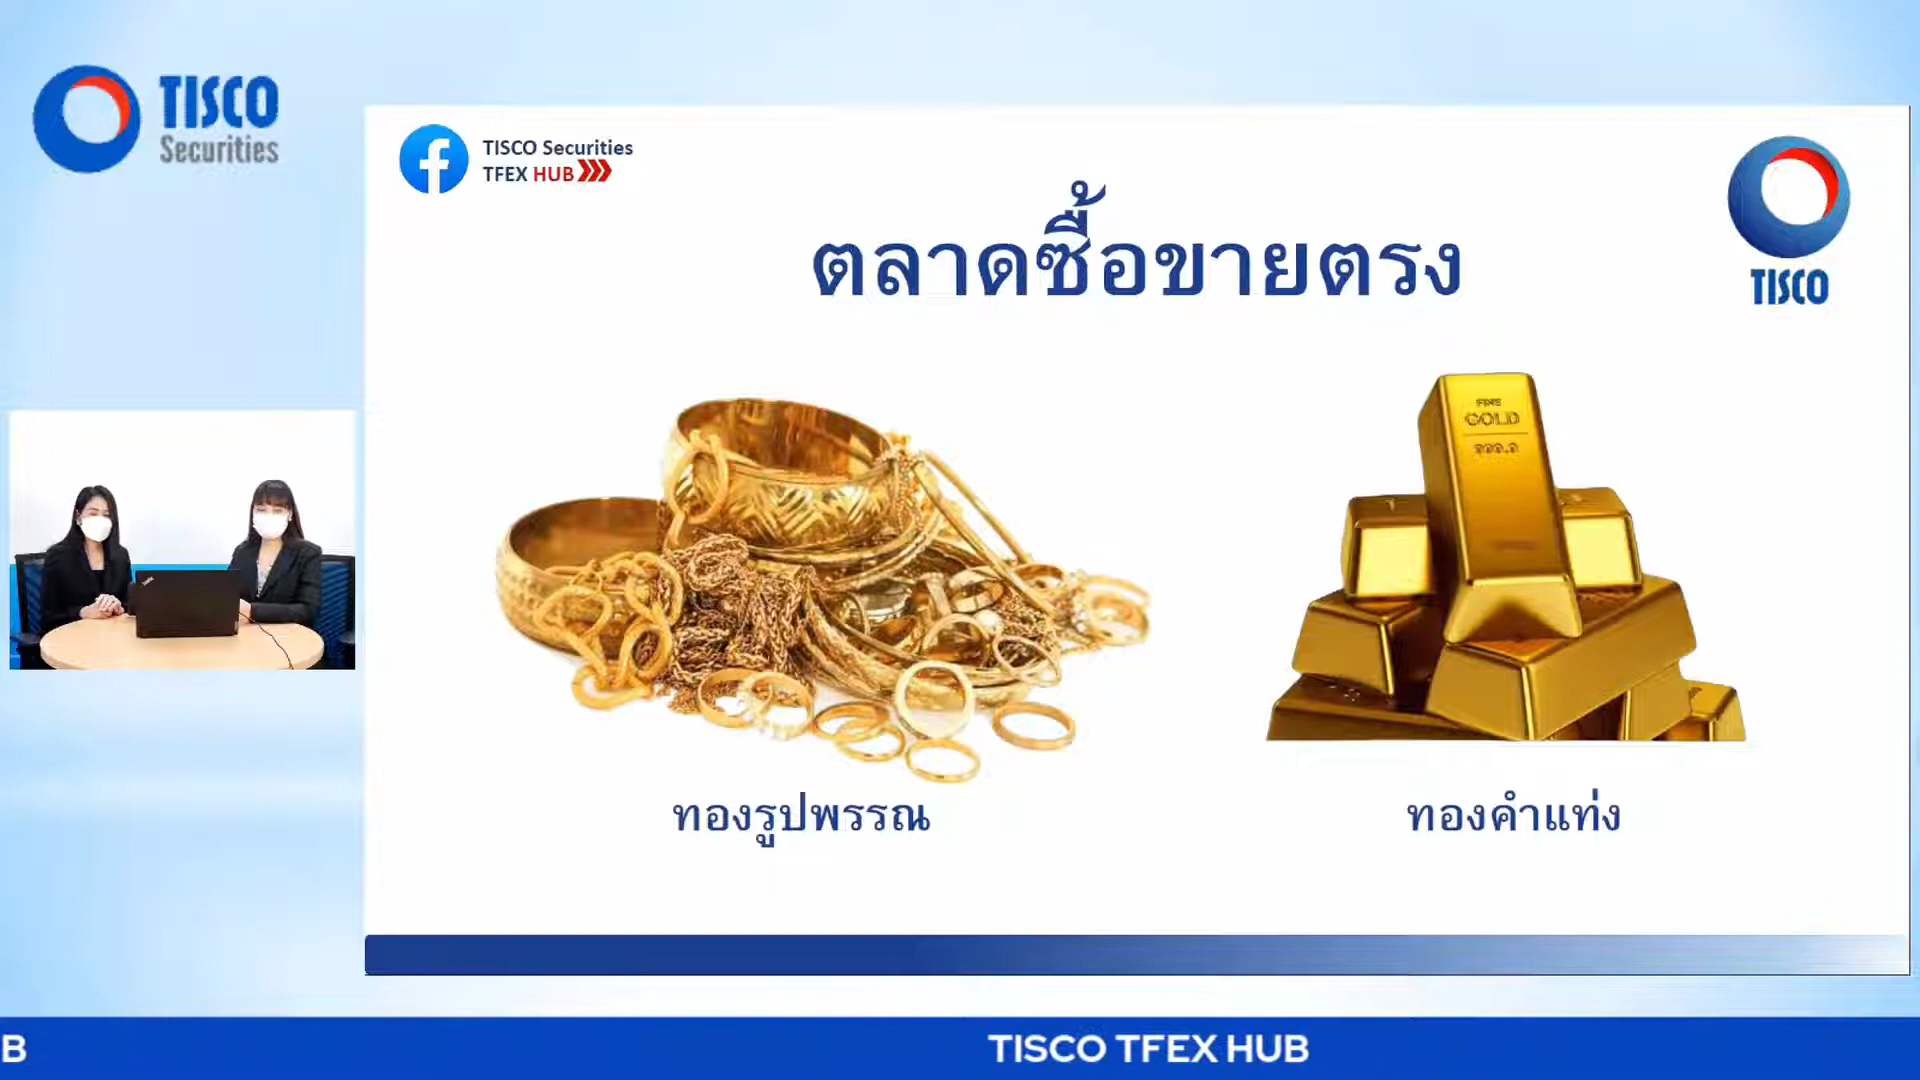 TISCO
Securities
TISCO Securities
TFEX HUB
ตลาดซื้อขายตรง
TISCO
FINE
GOLD
999.9
ทองรูปพรรณ
ทองคำแท่ง
B
TISCO TFEX HUB